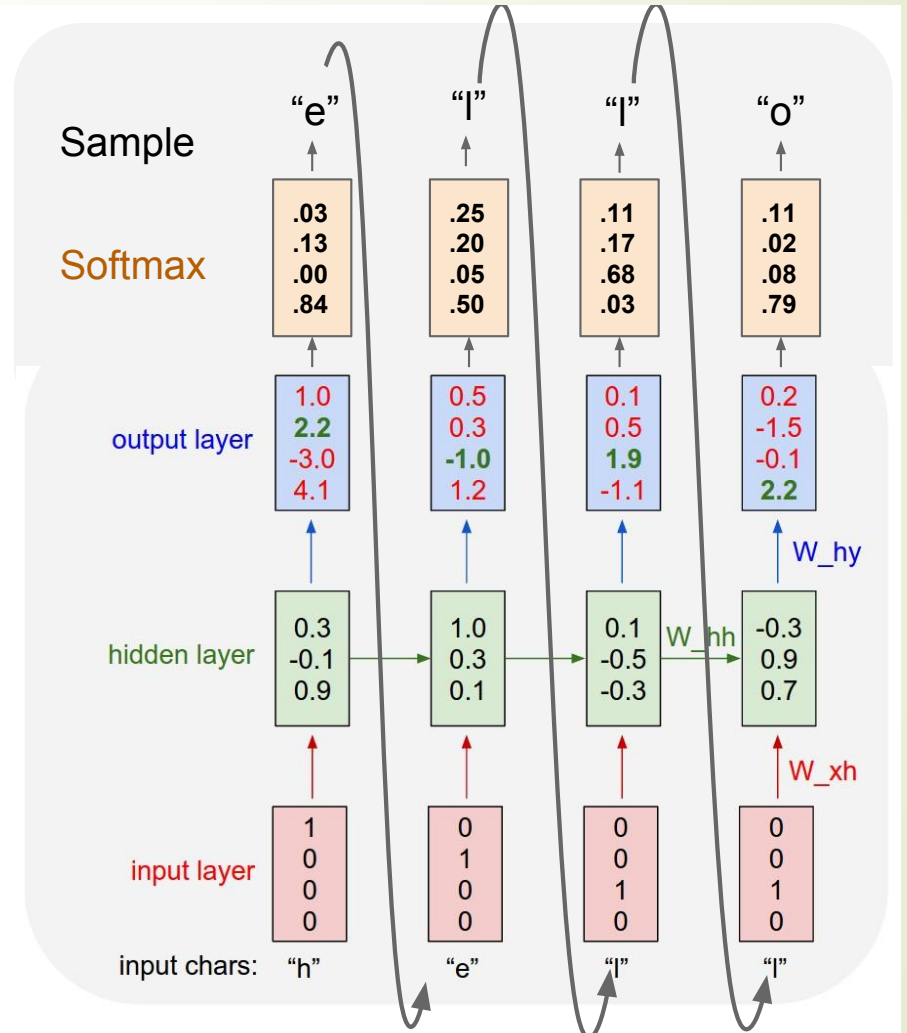 “e” “l” “l” “o”
Sample
Softmax
.03 .25 .11 .11
.13 .20 .17 .02
.00 .05 .68 .08
.84 .50 .03 .79
output layer
1.0 0.5 0.1 0.2
2.2 0.3 0.5 -1.5
-3.0 -1.0 1.9 -0.1
4.1 1.2 -1.1 2.2
W_hy
hidden layer
0.3 1.0 0.1 -0.3
-0.1 0.3 -0.5 0.9
0.9 0.1 -0.3 0.7
W_hh
W_xh
input layer
1 0 0 0
0 1 0 0
0 0 1 1
0 0 0 0
input chars: “h” “e” “l” “l”